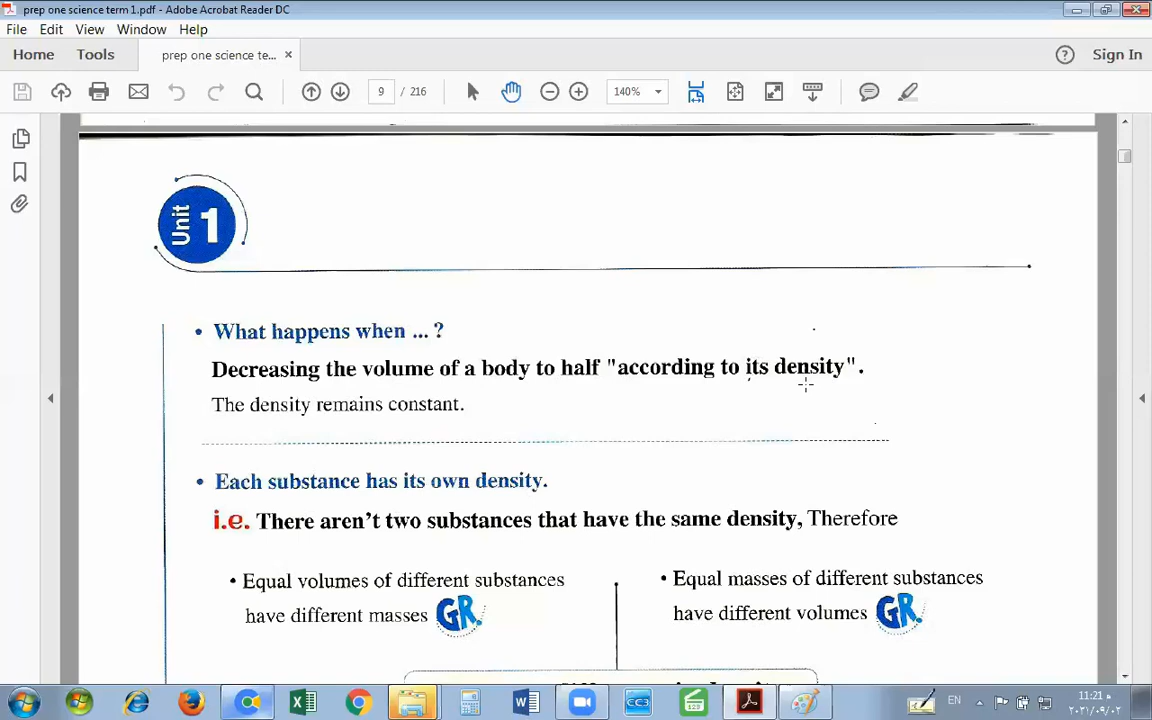 prep one science term 1.pdf - Adobe Acrobat Reader DC
File Edit View Window Help
Home Tools prep one science te... × ? Sign In
9 / 216 140%
Unit 1
• What happens when ... ?
Decreasing the volume of a body to half "according to its density".
The density remains constant.
• Each substance has its own density.
i.e. There aren't two substances that have the same density, Therefore
• Equal volumes of different substances
have different masses GR.
• Equal masses of different substances
have different volumes GR.
EN
11:21 ص
٢٠٢١/٠٩/٠٢